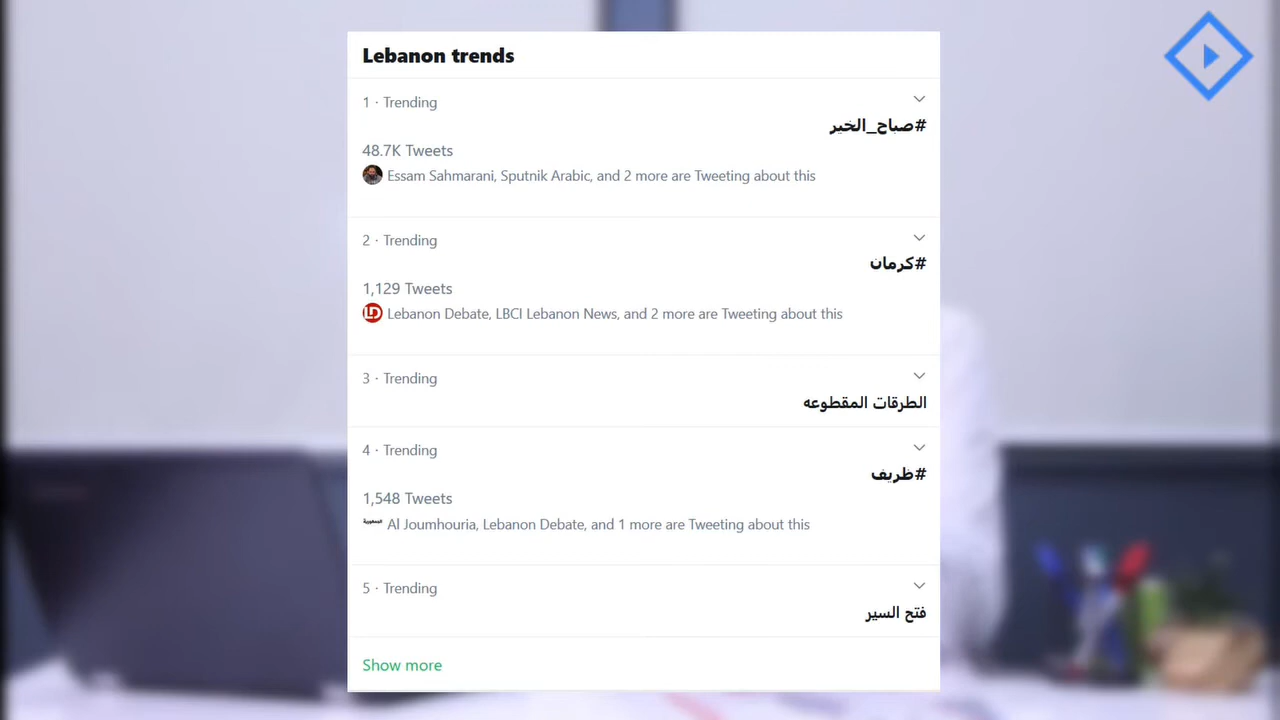 Lebanon trends
1 · Trending
#صباح_الخير
48.7K Tweets
Essam Sahmarani, Sputnik Arabic, and 2 more are Tweeting about this
2 · Trending
#كرمان
1,129 Tweets
LD
Lebanon Debate, LBCI Lebanon News, and 2 more are Tweeting about this
3 · Trending
الطرقات المقطوعه
4 · Trending
#ظريف
1,548 Tweets
الجمهورية
Al Joumhouria, Lebanon Debate, and 1 more are Tweeting about this
5 · Trending
فتح السير
Show more